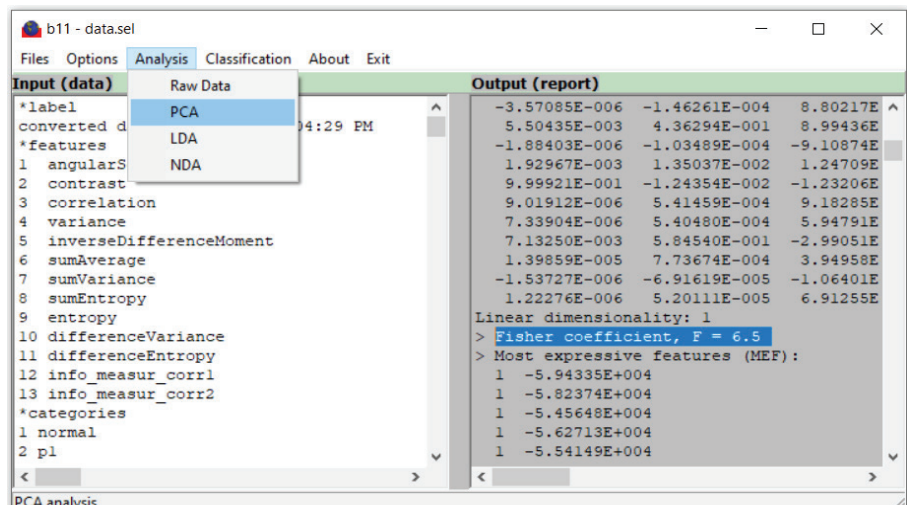 b11 - data.sel
Files Options Analysis Classification About Exit
Raw Data
PCA
LDA
NDA
Input (data)
*label
converted d 04:29 PM
*features
1 angularS
2 contrast
3 correlation
4 variance
5 inverseDifferenceMoment
6 sumAverage
7 sumVariance
8 sumEntropy
9 entropy
10 differenceVariance
11 differenceEntropy
12 info_measur_corr1
13 info_measur_corr2
*categories
1 normal
2 p1
Output (report)
-3.57085E-006 -1.46261E-004 8.80217E
5.50435E-003 4.36294E-001 8.99436E
-1.88403E-006 -1.03489E-004 -9.10874E
1.92967E-003 1.35037E-002 1.24709E
9.99921E-001 -1.24354E-002 -1.23206E
9.01912E-006 5.41459E-004 9.18285E
7.33904E-006 5.40480E-004 5.94791E
7.13250E-003 5.84540E-001 -2.99051E
1.39859E-005 7.73674E-004 3.94958E
-1.53727E-006 -6.91619E-005 -1.06401E
1.22276E-006 5.20111E-005 6.91255E
Linear dimensionality: 1
> Fisher coefficient, F = 6.5
> Most expressive features (MEF):
1 -5.94335E+004
1 -5.82374E+004
1 -5.45648E+004
1 -5.62713E+004
1 -5.54149E+004
PCA analysis